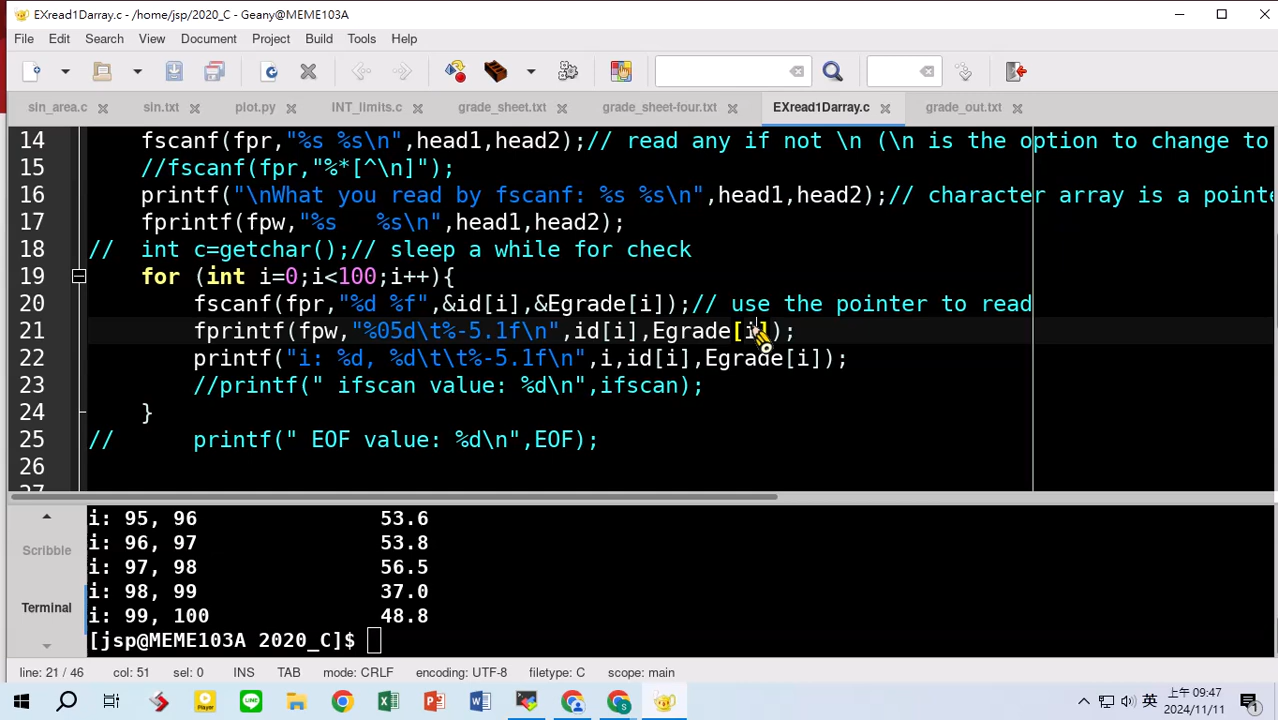 EXread1Darray.c - /home/jsp/2020_C - Geany@MEME103A
File Edit Search View Document Project Build Tools Help
sin_area.c sin.txt plot.py INT_limits.c grade_sheet.txt grade_sheet-four.txt EXread1Darray.c grade_out.txt
14 fscanf(fpr,"%s %s\n",head1,head2);// read any if not \n (\n is the option to change to
15 //fscanf(fpr,"%*[^\n]");
16 printf("\nWhat you read by fscanf: %s %s\n",head1,head2);// character array is a pointe
17 fprintf(fpw,"%s   %s\n",head1,head2);
18 //  int c=getchar();// sleep a while for check
19 for (int i=0;i<100;i++){
20 fscanf(fpr,"%d %f",&id[i],&Egrade[i]);// use the pointer to read
21 fprintf(fpw,"%05d\t%-5.1f\n",id[i],Egrade[i]);
22 printf("i: %d, %d\t\t%-5.1f\n",i,id[i],Egrade[i]);
23 //printf(" ifscan value: %d\n",ifscan);
24 }
25 //      printf(" EOF value: %d\n",EOF);
26
27
i: 95, 96 53.6
i: 96, 97 53.8
Scribble
i: 97, 98 56.5
i: 98, 99 37.0
Terminal
i: 99, 100 48.8
[jsp@MEME103A 2020_C]$
line: 21 / 46 col: 51 sel: 0 INS TAB mode: CRLF encoding: UTF-8 filetype: C scope: main
英 上午 09:47
2024/11/11 1